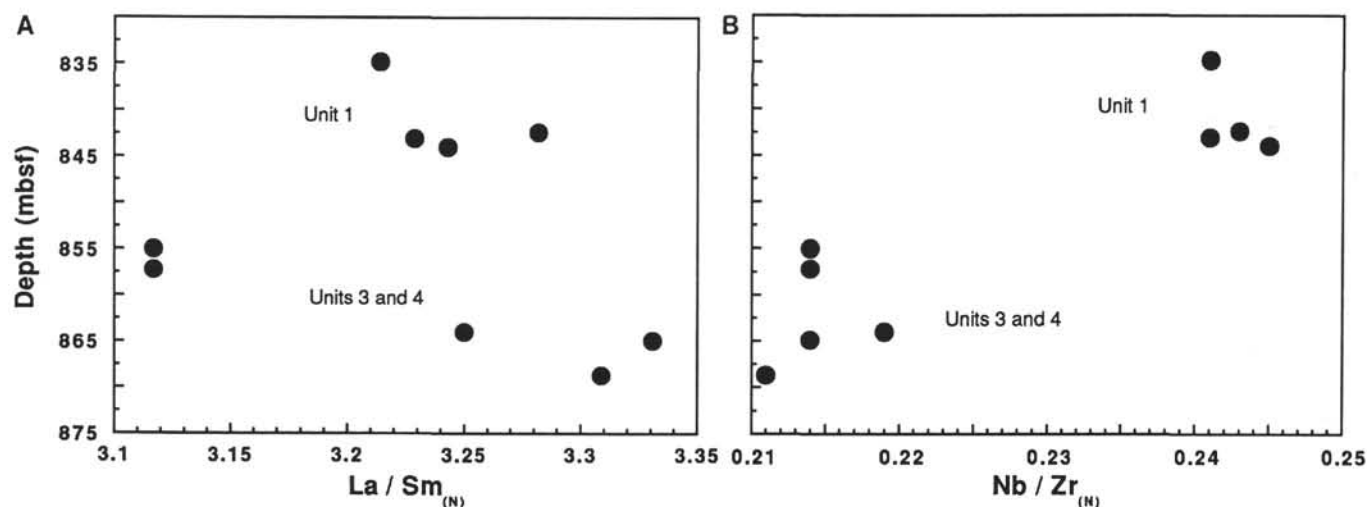 A
B
835
845
855
865
875
Depth (mbsf)
Unit 1
Units 3 and 4
3.1 3.15 3.2 3.25 3.3 3.35
La / Sm(N)
Unit 1
Units 3 and 4
0.21 0.22 0.23 0.24 0.25
Nb / Zr(N)